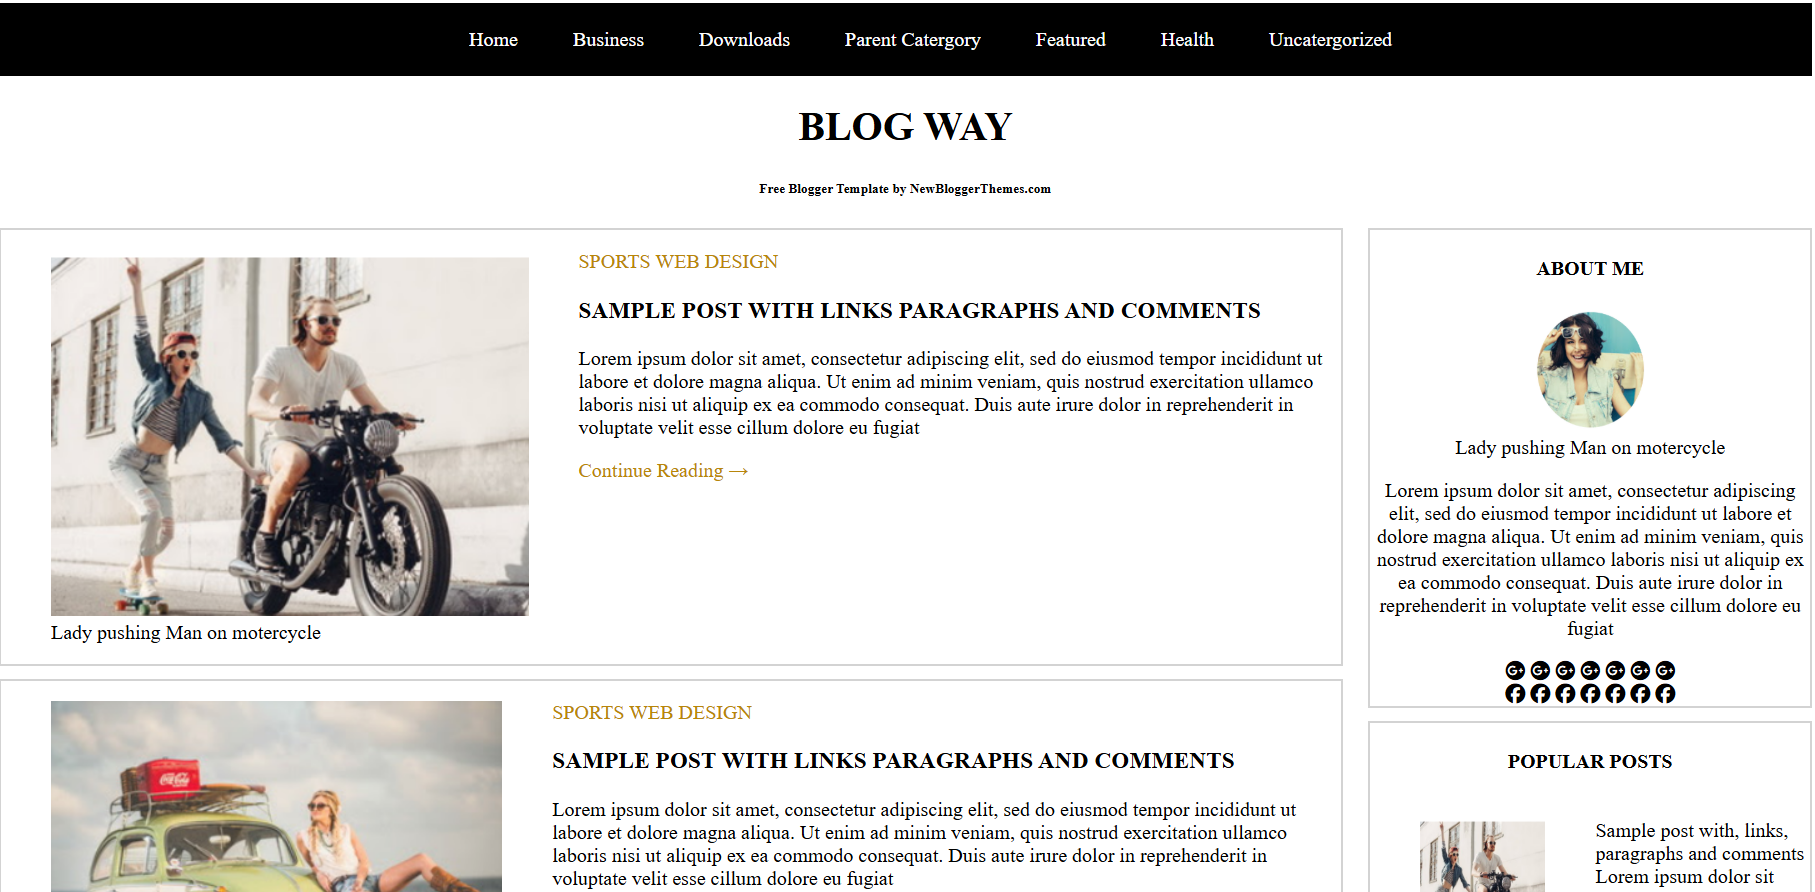 Home Business Downloads Parent Catergory Featured Health Uncatergorized
BLOG WAY
Free Blogger Template by NewBloggerThemes.com
SPORTS WEB DESIGN
SAMPLE POST WITH LINKS PARAGRAPHS AND COMMENTS
Lorem ipsum dolor sit amet, consectetur adipiscing elit, sed do eiusmod tempor incididunt ut
labore et dolore magna aliqua. Ut enim ad minim veniam, quis nostrud exercitation ullamco
laboris nisi ut aliquip ex ea commodo consequat. Duis aute irure dolor in reprehenderit in
voluptate velit esse cillum dolore eu fugiat
Continue Reading →
Lady pushing Man on motercycle
SPORTS WEB DESIGN
SAMPLE POST WITH LINKS PARAGRAPHS AND COMMENTS
Lorem ipsum dolor sit amet, consectetur adipiscing elit, sed do eiusmod tempor incididunt ut
labore et dolore magna aliqua. Ut enim ad minim veniam, quis nostrud exercitation ullamco
laboris nisi ut aliquip ex ea commodo consequat. Duis aute irure dolor in reprehenderit in
voluptate velit esse cillum dolore eu fugiat
Coca-Cola
ABOUT ME
Lady pushing Man on motercycle
Lorem ipsum dolor sit amet, consectetur adipiscing
elit, sed do eiusmod tempor incididunt ut labore et
dolore magna aliqua. Ut enim ad minim veniam, quis
nostrud exercitation ullamco laboris nisi ut aliquip ex
ea commodo consequat. Duis aute irure dolor in
reprehenderit in voluptate velit esse cillum dolore eu
fugiat
POPULAR POSTS
Sample post with, links,
paragraphs and comments
Lorem ipsum dolor sit